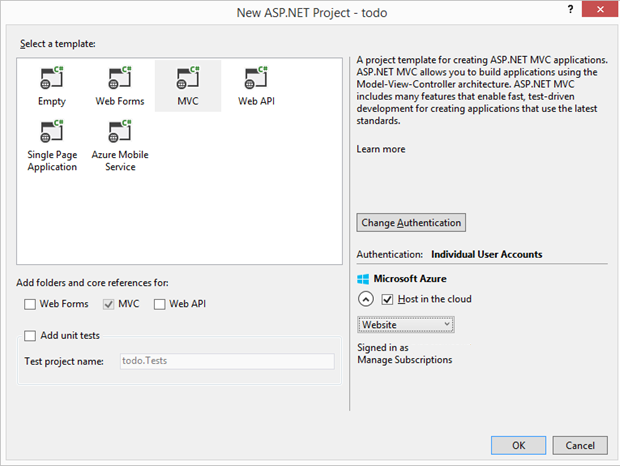 New ASP.NET Project - todo
?
Select a template:
Empty
Web Forms
MVC
Web API
Single Page
Application
Azure Mobile
Service
A project template for creating ASP.NET MVC applications.
ASP.NET MVC allows you to build applications using the
Model-View-Controller architecture. ASP.NET MVC
includes many features that enable fast, test-driven
development for creating applications that use the latest
standards.
Learn more
Change Authentication
Authentication: Individual User Accounts
Microsoft Azure
Host in the cloud
Website
Signed in as
Manage Subscriptions
Add folders and core references for:
Web Forms
MVC
Web API
Add unit tests
Test project name:
todo.Tests
OK
Cancel